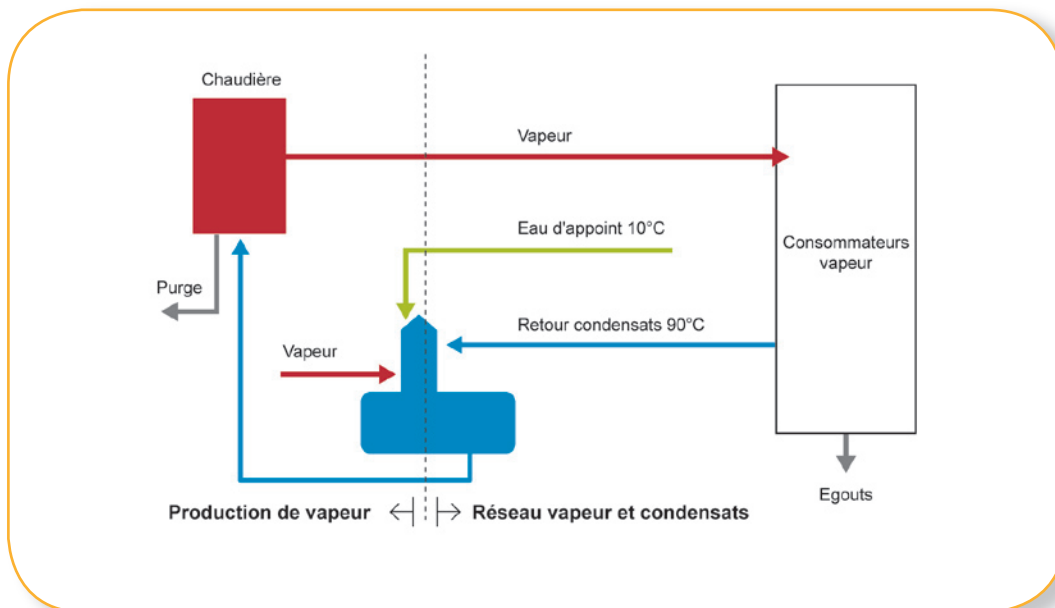 Chaudière
Vapeur
Eau d'appoint 10°C
Consommateurs
vapeur
Purge
Retour condensats 90°C
Vapeur
Egouts
Production de vapeur
Réseau vapeur et condensats